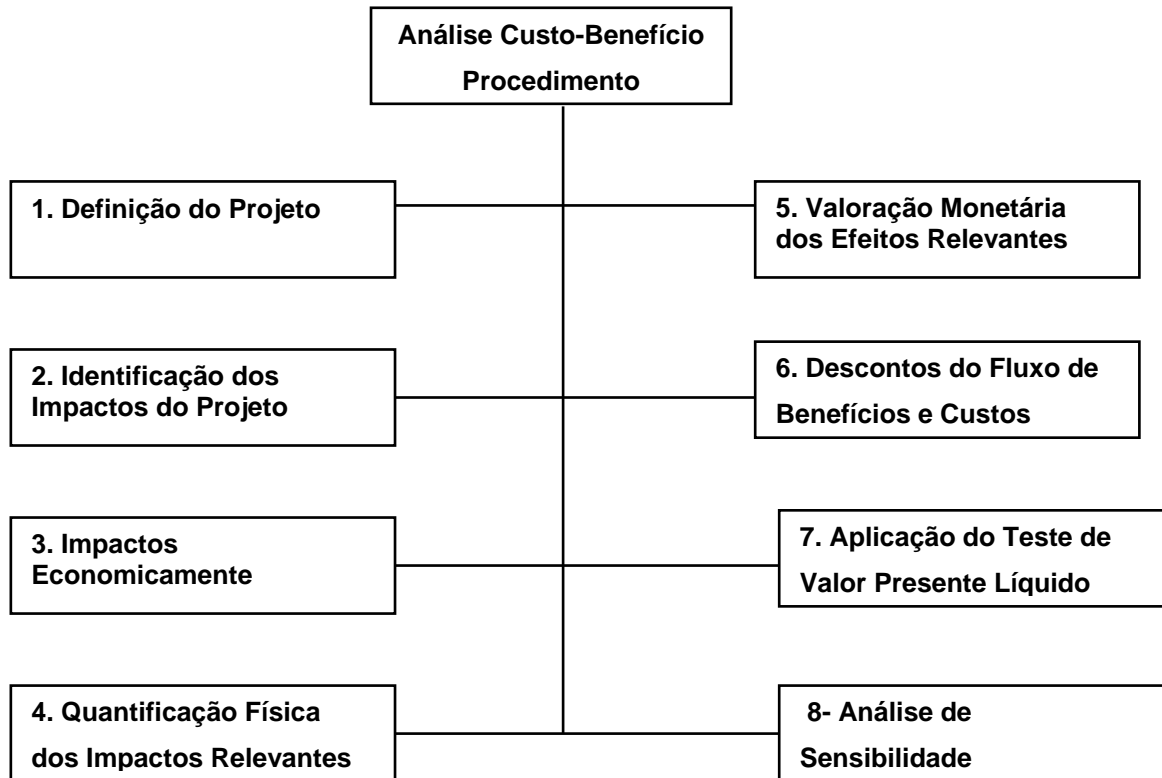 Análise Custo-Benefício
Procedimento
1. Definição do Projeto
2. Identificação dos
Impactos do Projeto
3. Impactos
Economicamente
4. Quantificação Física
dos Impactos Relevantes
5. Valoração Monetária
dos Efeitos Relevantes
6. Descontos do Fluxo de
Benefícios e Custos
7. Aplicação do Teste de
Valor Presente Líquido
8- Análise de
Sensibilidade